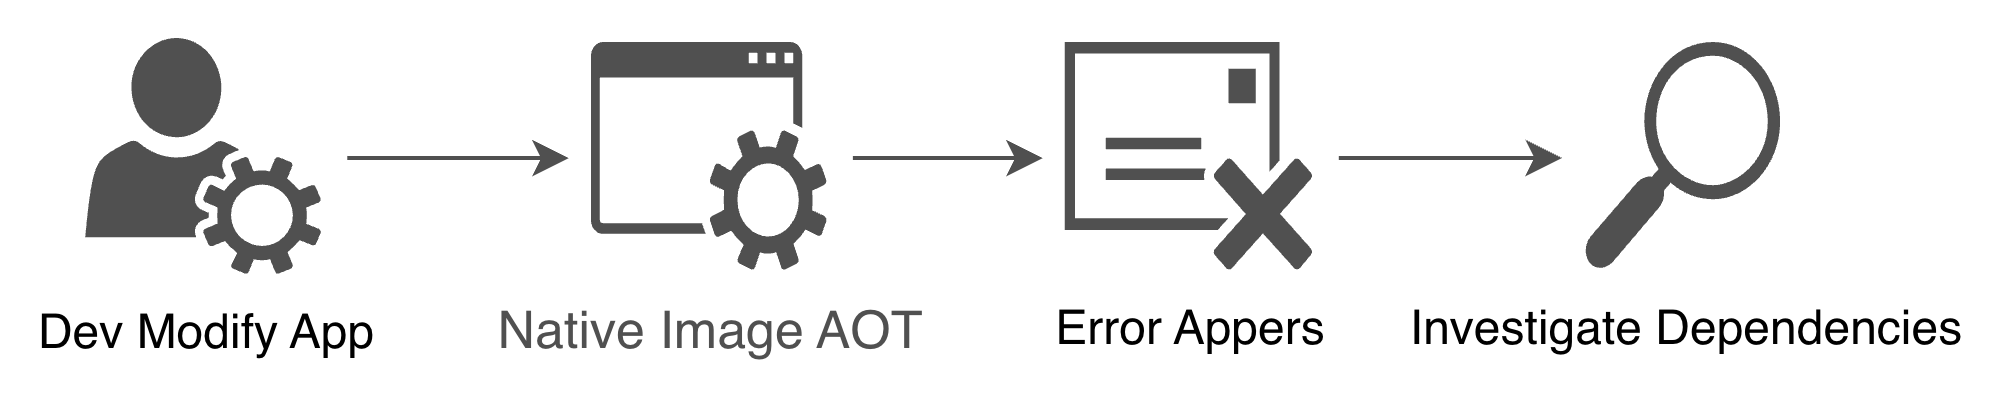 Dev Modify App
Native Image AOT
Error Appers
Investigate Dependencies